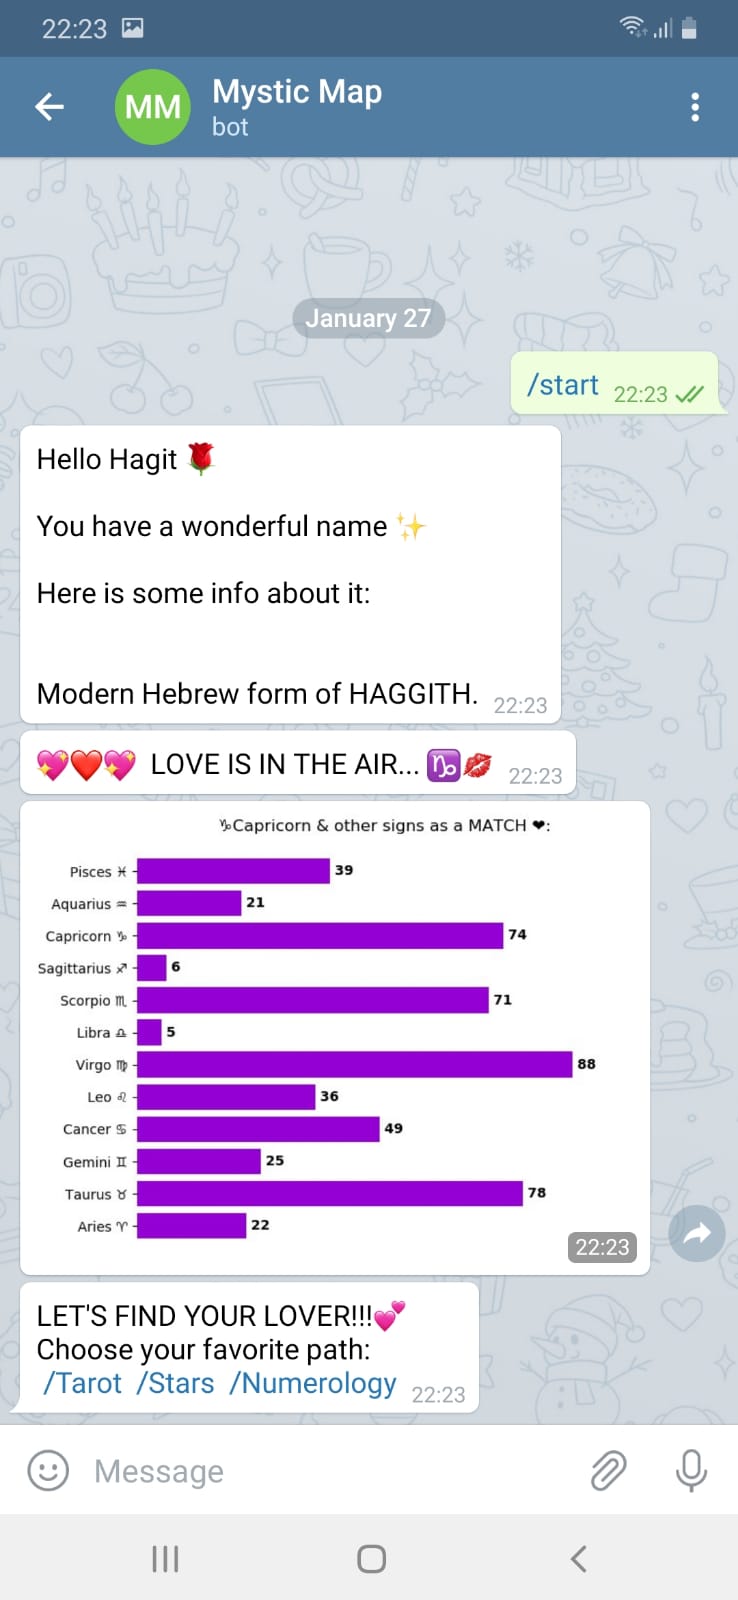 22:23
MM
Mystic Map
bot
January 27
/start 22:23
Hello Hagit 🌹
You have a wonderful name ✨
Here is some info about it:
Modern Hebrew form of HAGGITH. 22:23
💖❤️💖 LOVE IS IN THE AIR... ♑💋 22:23
♑Capricorn & other signs as a MATCH ❤:
Pisces ♓ 39
Aquarius ♒ 21
Capricorn ♑ 74
Sagittarius ♐ 6
Scorpio ♏ 71
Libra ♎ 5
Virgo ♍ 88
Leo ♌ 36
Cancer ♋ 49
Gemini ♊ 25
Taurus ♉ 78
Aries ♈ 22
22:23
LET'S FIND YOUR LOVER!!!💕
Choose your favorite path:
/Tarot /Stars /Numerology 22:23
Message